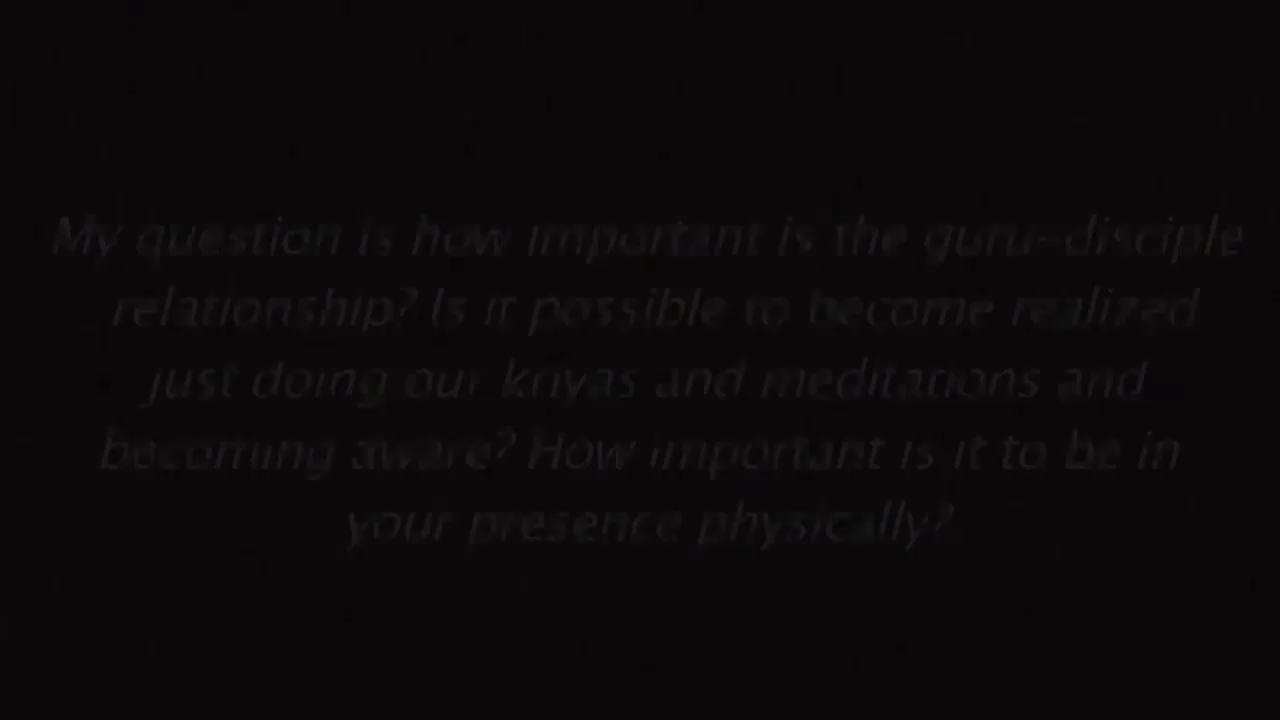 My question is how important is the guru-disciple
relationship? Is it possible to become realized
just doing our kriyas and meditations and
becoming aware? How important is it to be in
your presence physically?